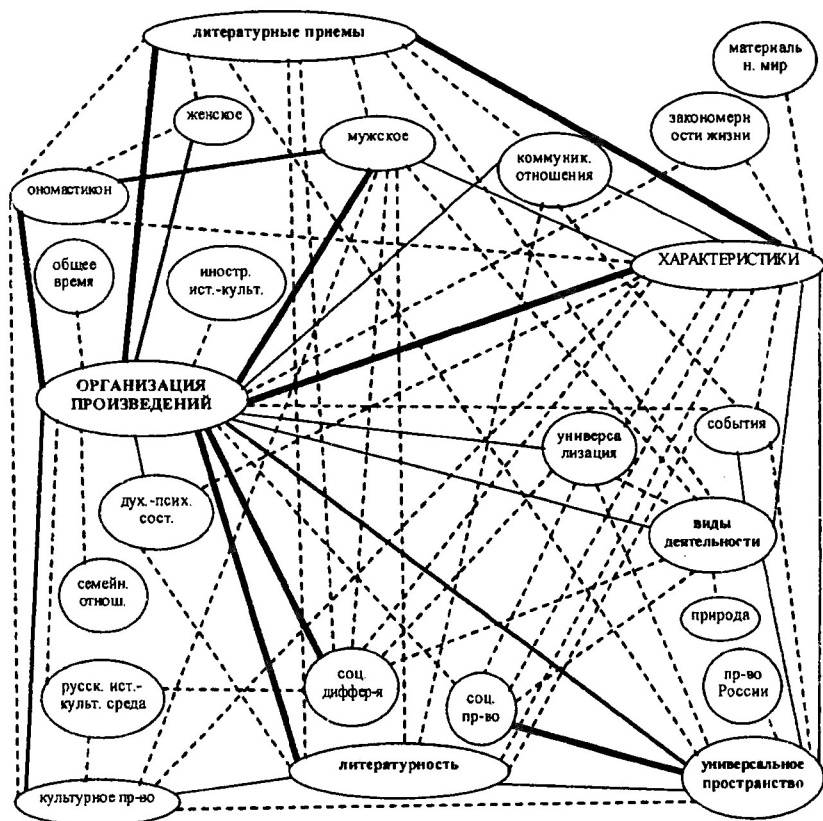 литературные приемы
материаль
н. мир
женское
мужское
закономерн
ости жизни
коммуник.
отношения
ономастикон
общее
время
иностр.
ист.-культ.
ХАРАКТЕРИСТИКИ
ОРГАНИЗАЦИЯ
ПРОИЗВЕДЕНИЙ
универса
лизация
события
дух.-псих.
сост.
виды
деятельности
семейн.
отнош.
природа
русск. ист.-
культ. среда
соц.
диффер-я
соц.
пр-во
пр-во
России
литературность
универсальное
пространство
культурное пр-во